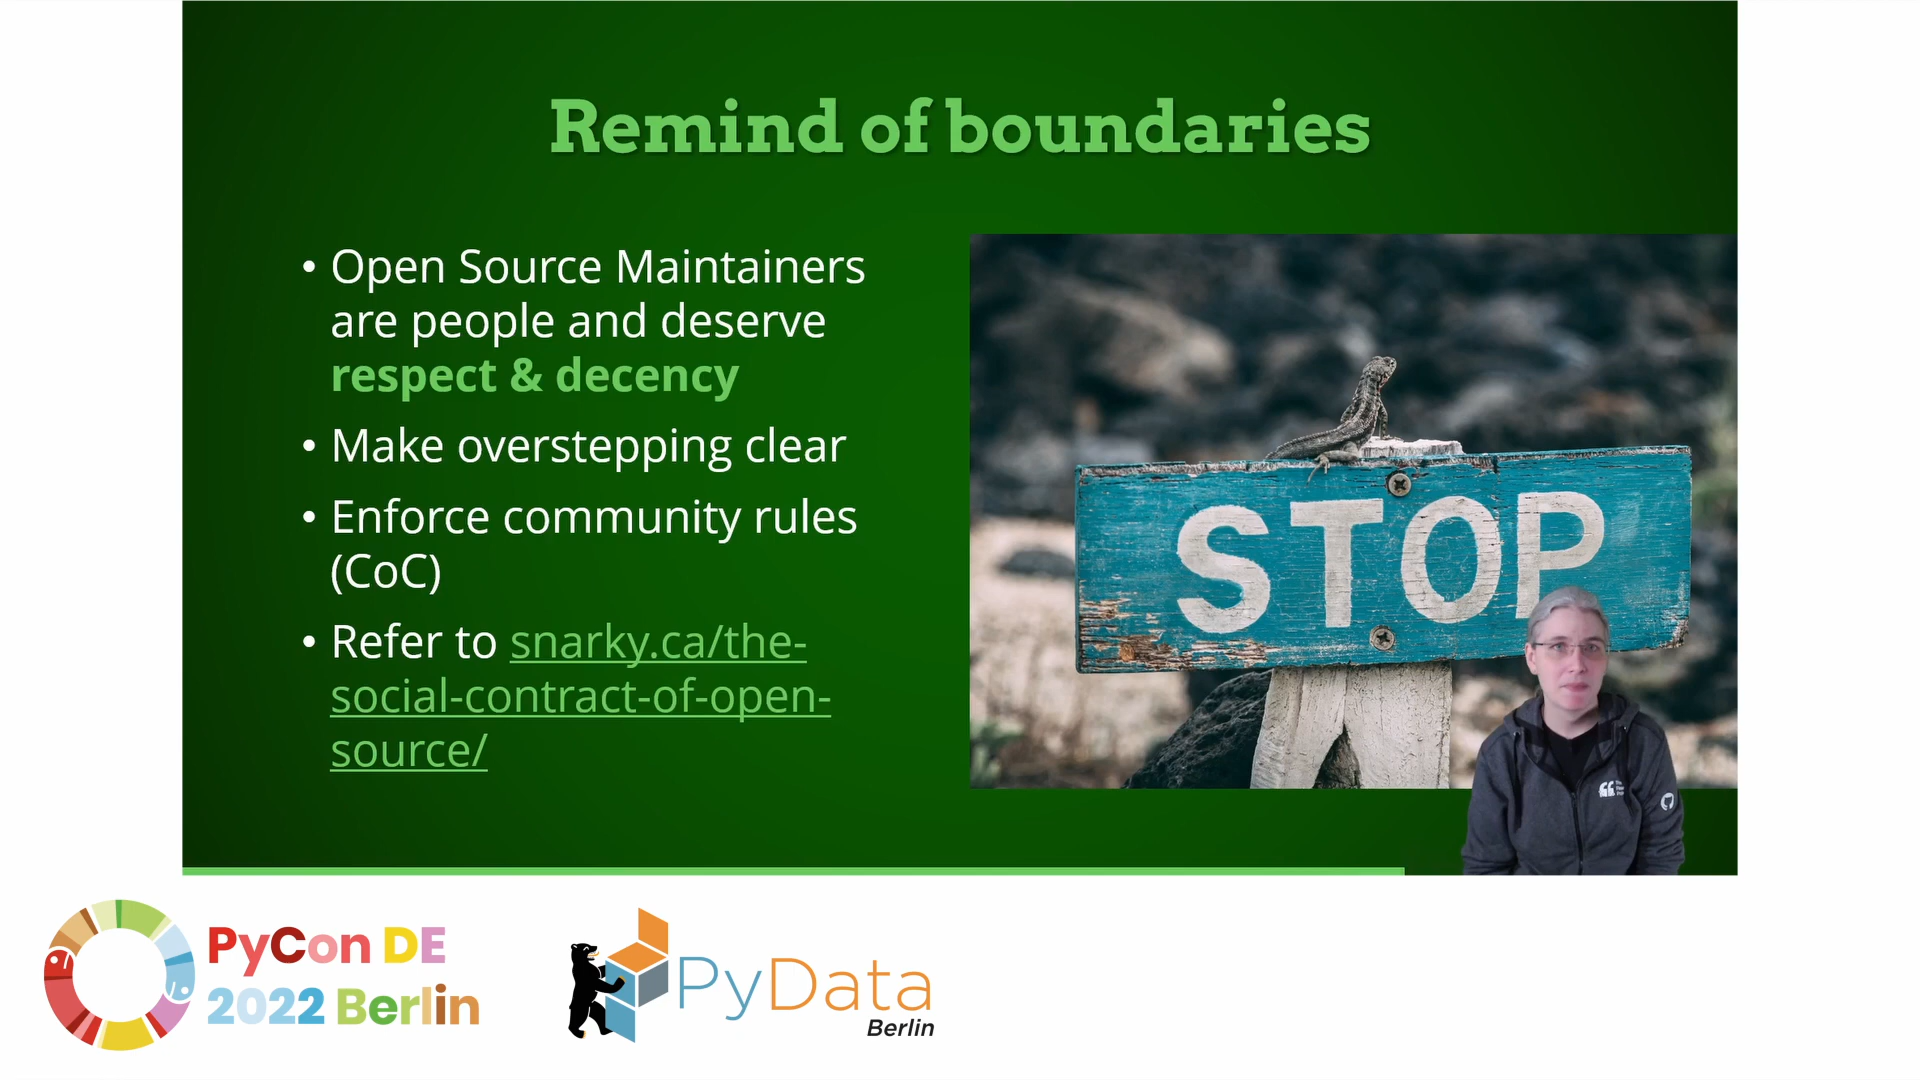 Remind of boundaries
• Open Source Maintainers
are people and deserve
respect & decency
• Make overstepping clear
• Enforce community rules
(CoC)
• Refer to snarky.ca/the-
social-contract-of-open-
source/
STOP
PyCon DE
2022 Berlin
PyData
Berlin